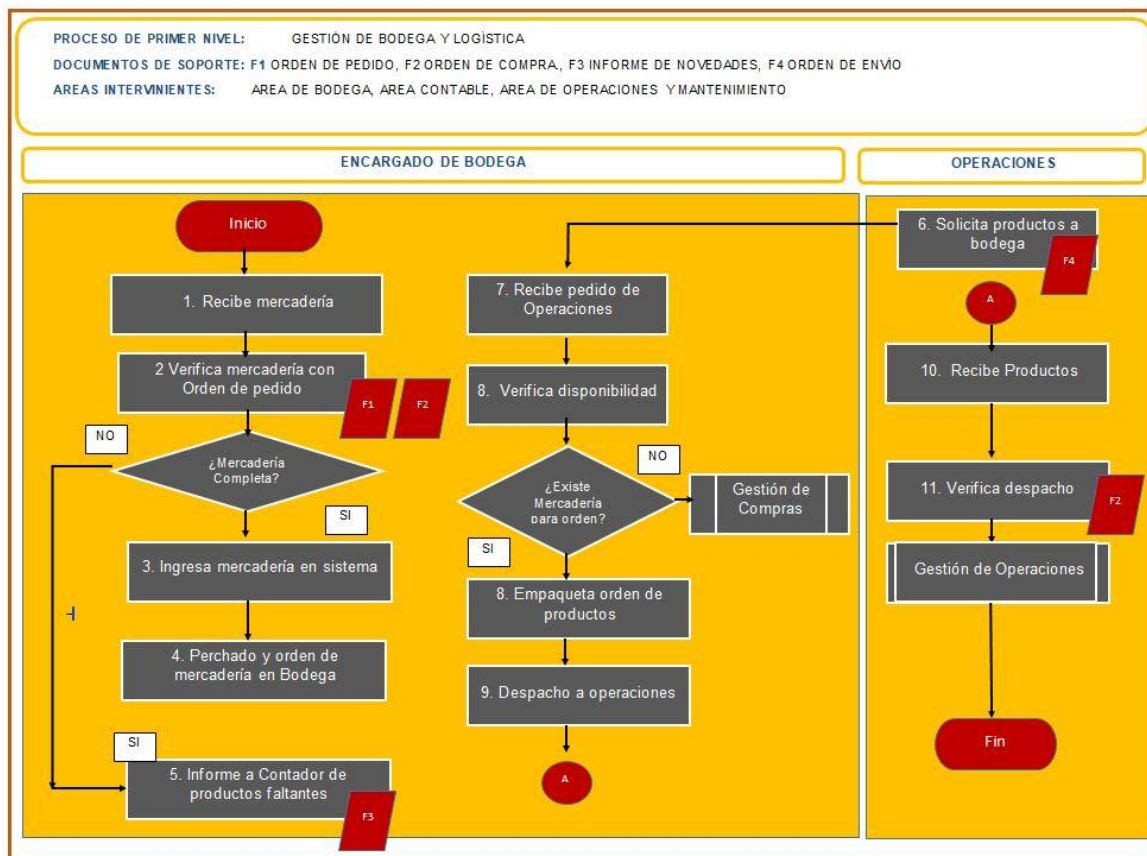 PROCESO DE PRIMER NIVEL: GESTIÓN DE BODEGA Y LOGÌSTICA
DOCUMENTOS DE SOPORTE: F1 ORDEN DE PEDIDO, F2 ORDEN DE COMPRA., F3 INFORME DE NOVEDADES, F4 ORDEN DE ENVÌO
AREAS INTERVINIENTES: AREA DE BODEGA, AREA CONTABLE, AREA DE OPERACIONES Y MANTENIMIENTO
ENCARGADO DE BODEGA
Inicio
1. Recibe mercadería
2 Verifica mercadería con
Orden de pedido
F1
F2
NO
¿Mercadería
Completa?
SI
3. Ingresa mercadería en sistema
4. Perchado y orden de
mercadería en Bodega
SI
5. Informe a Contador de
productos faltantes
F3
7. Recibe pedido de
Operaciones
8. Verifica disponibilidad
NO
¿Existe
Mercadería
para orden?
Gestión de
Compras
SI
8. Empaqueta orden de
productos
9. Despacho a operaciones
A
OPERACIONES
6. Solicita productos a
bodega
F4
A
10. Recibe Productos
11. Verifica despacho
F2
Gestión de Operaciones
Fin